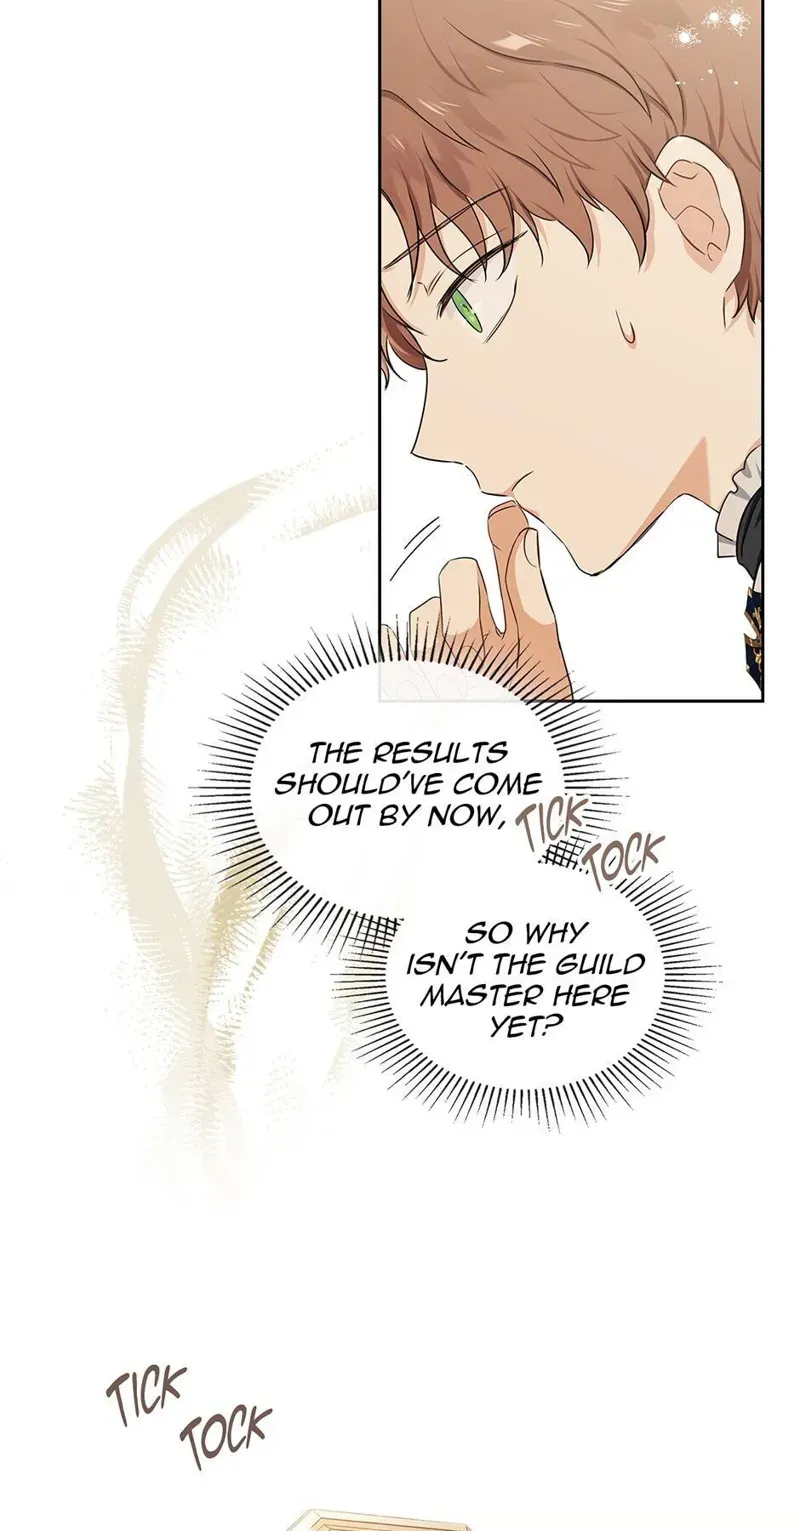 THE RESULTS
SHOULD'VE COME
OUT BY NOW,
TICK
TOCK
SO WHY
ISN'T THE GUILD
MASTER HERE
YET?
TICK
TOCK